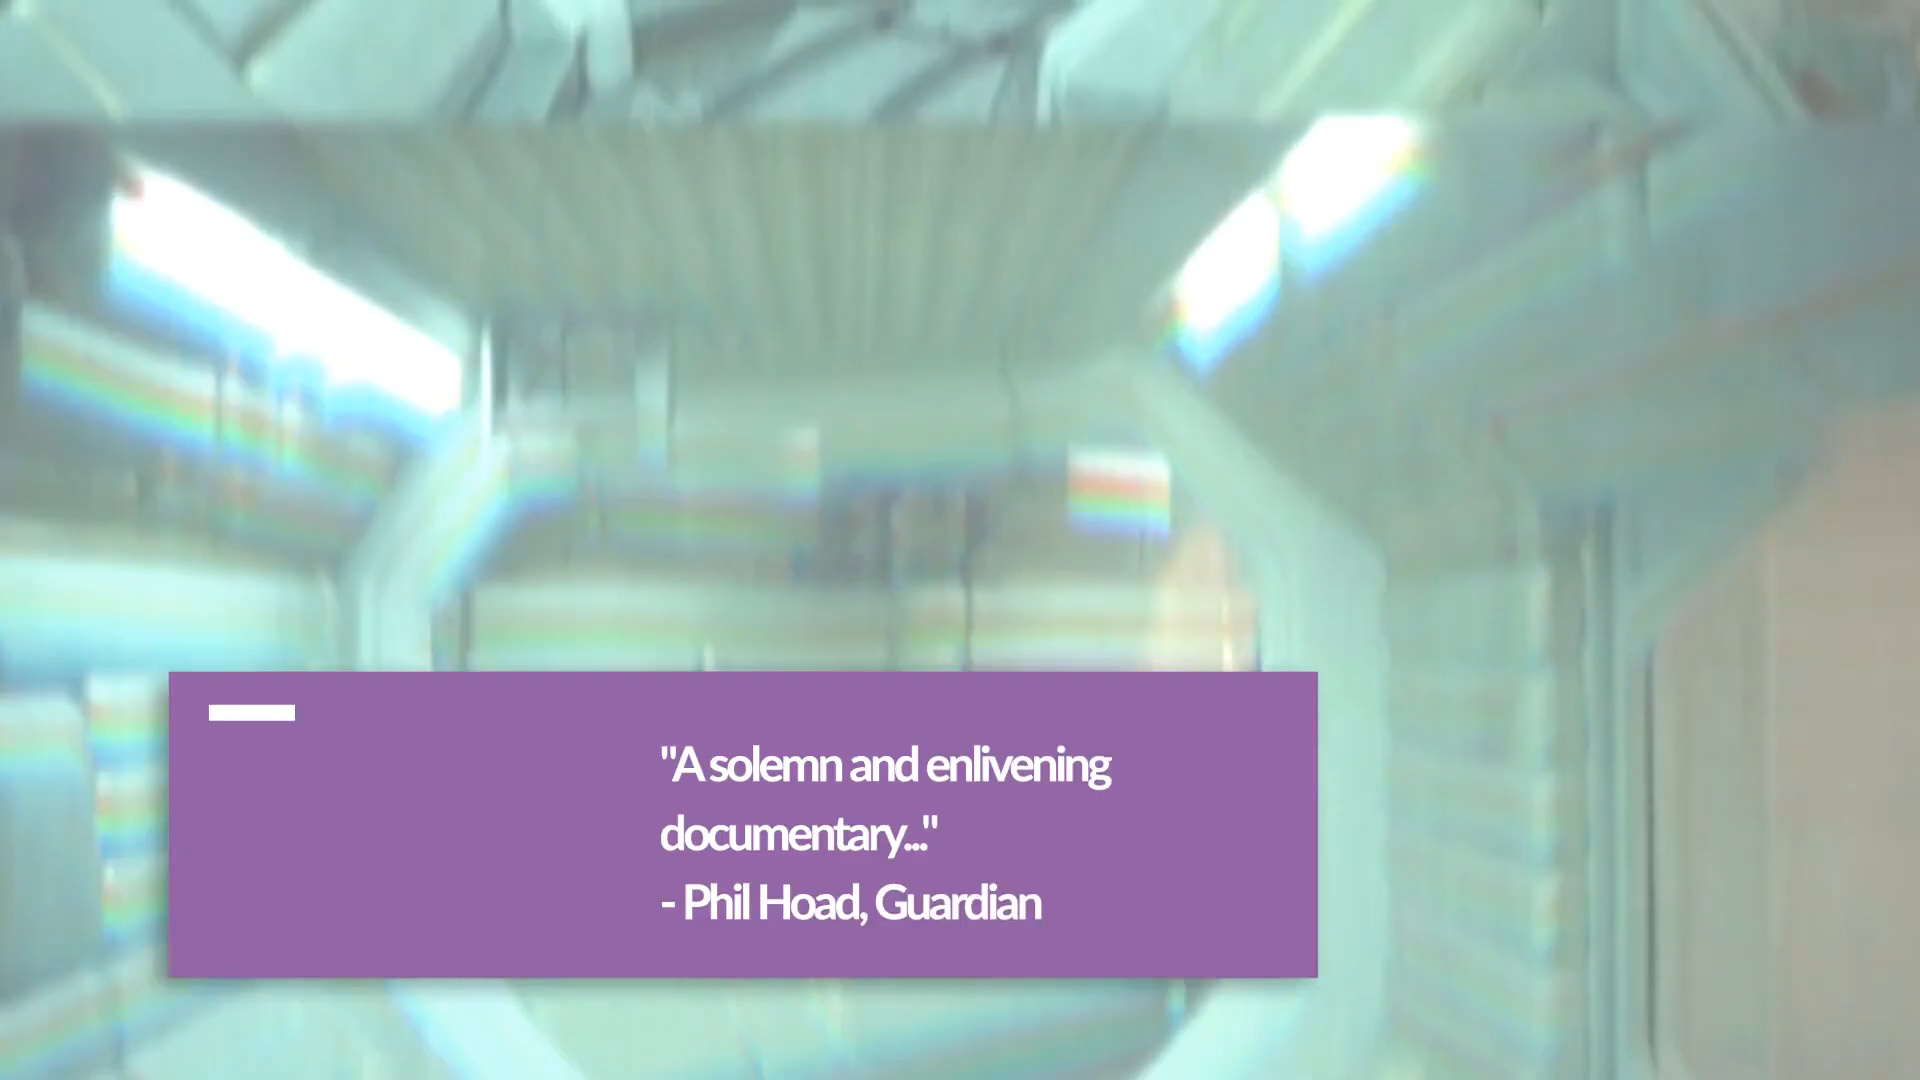 "A solemn and enlivening
documentary..."
- Phil Hoad, Guardian